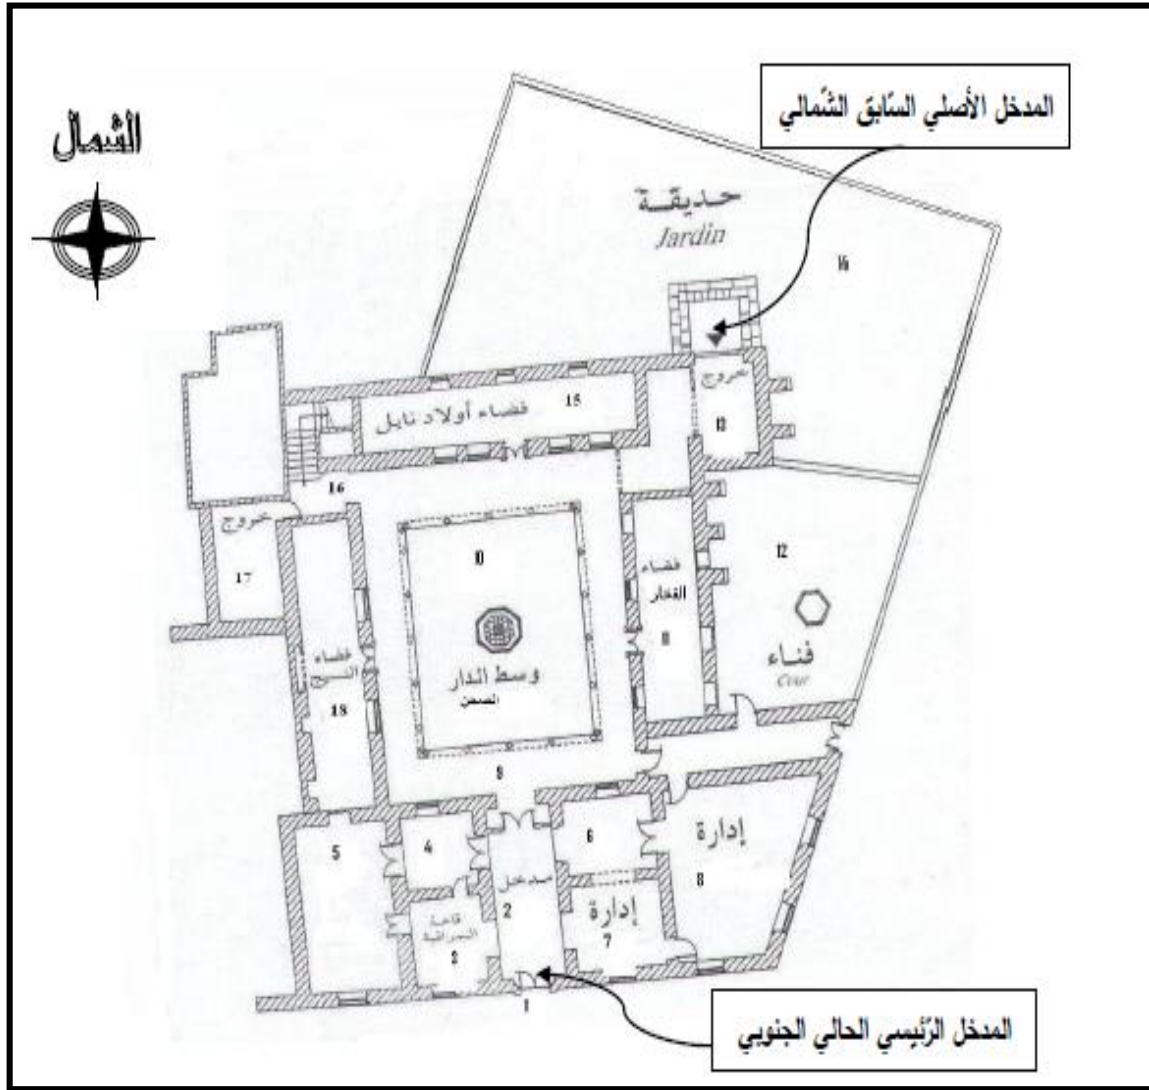 المدخل الأصلي السّابق الشّمالي
الشمال
حديقة
Jardin
خروج
13
15
فضاء أولاد نايل
16
خروج
17
10
12
فضاء
الفخار
11
وسط الدار
الصحن
فناء
Cour
فضاء
النسيج
18
9
5
4
6
إدارة
8
مدخل
2
إدارة
7
قاعة
3
1
المدخل الرّئيسي الحالي الجنوبي